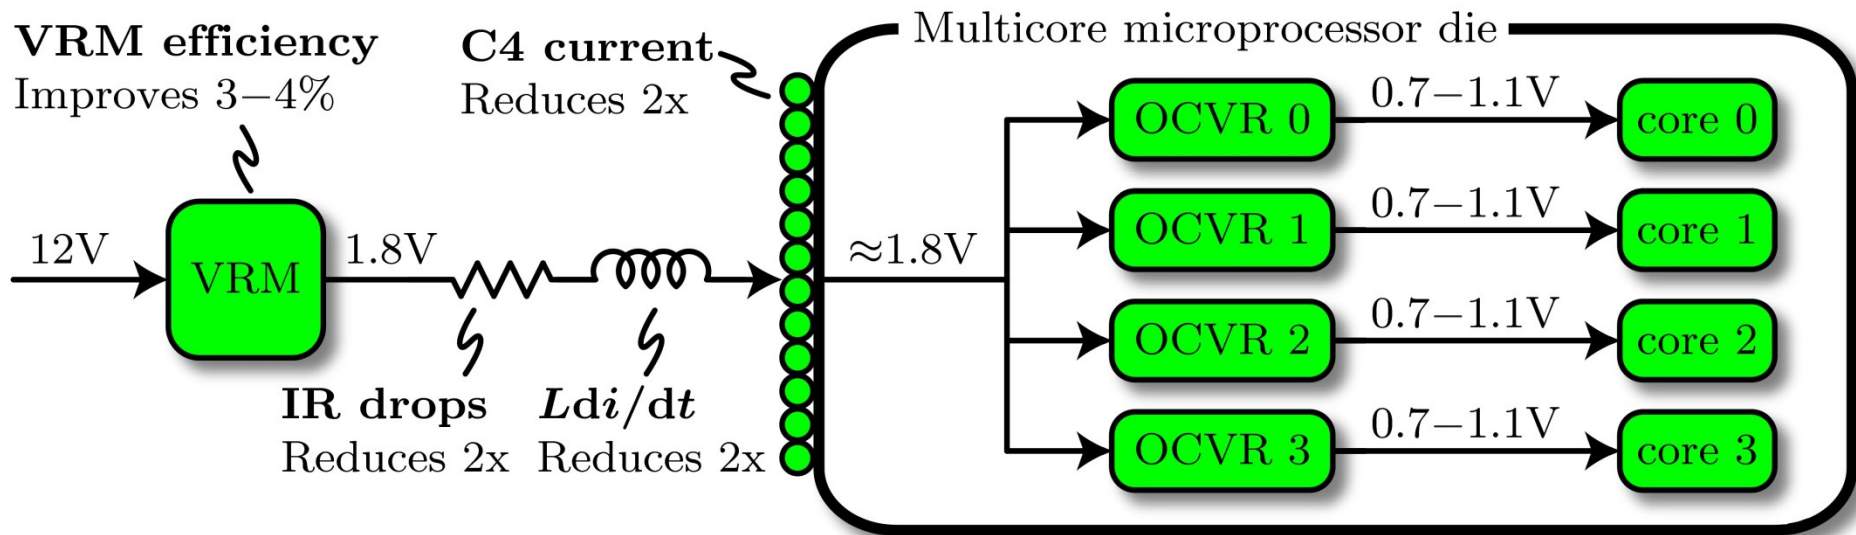 VRM efficiency
Improves 3–4%
C4 current
Reduces 2x
Multicore microprocessor die
12V
VRM
1.8V
IR drops
Reduces 2x
Ldi/dt
Reduces 2x
≈1.8V
OCVR 0
0.7–1.1V
core 0
OCVR 1
0.7–1.1V
core 1
OCVR 2
0.7–1.1V
core 2
OCVR 3
0.7–1.1V
core 3